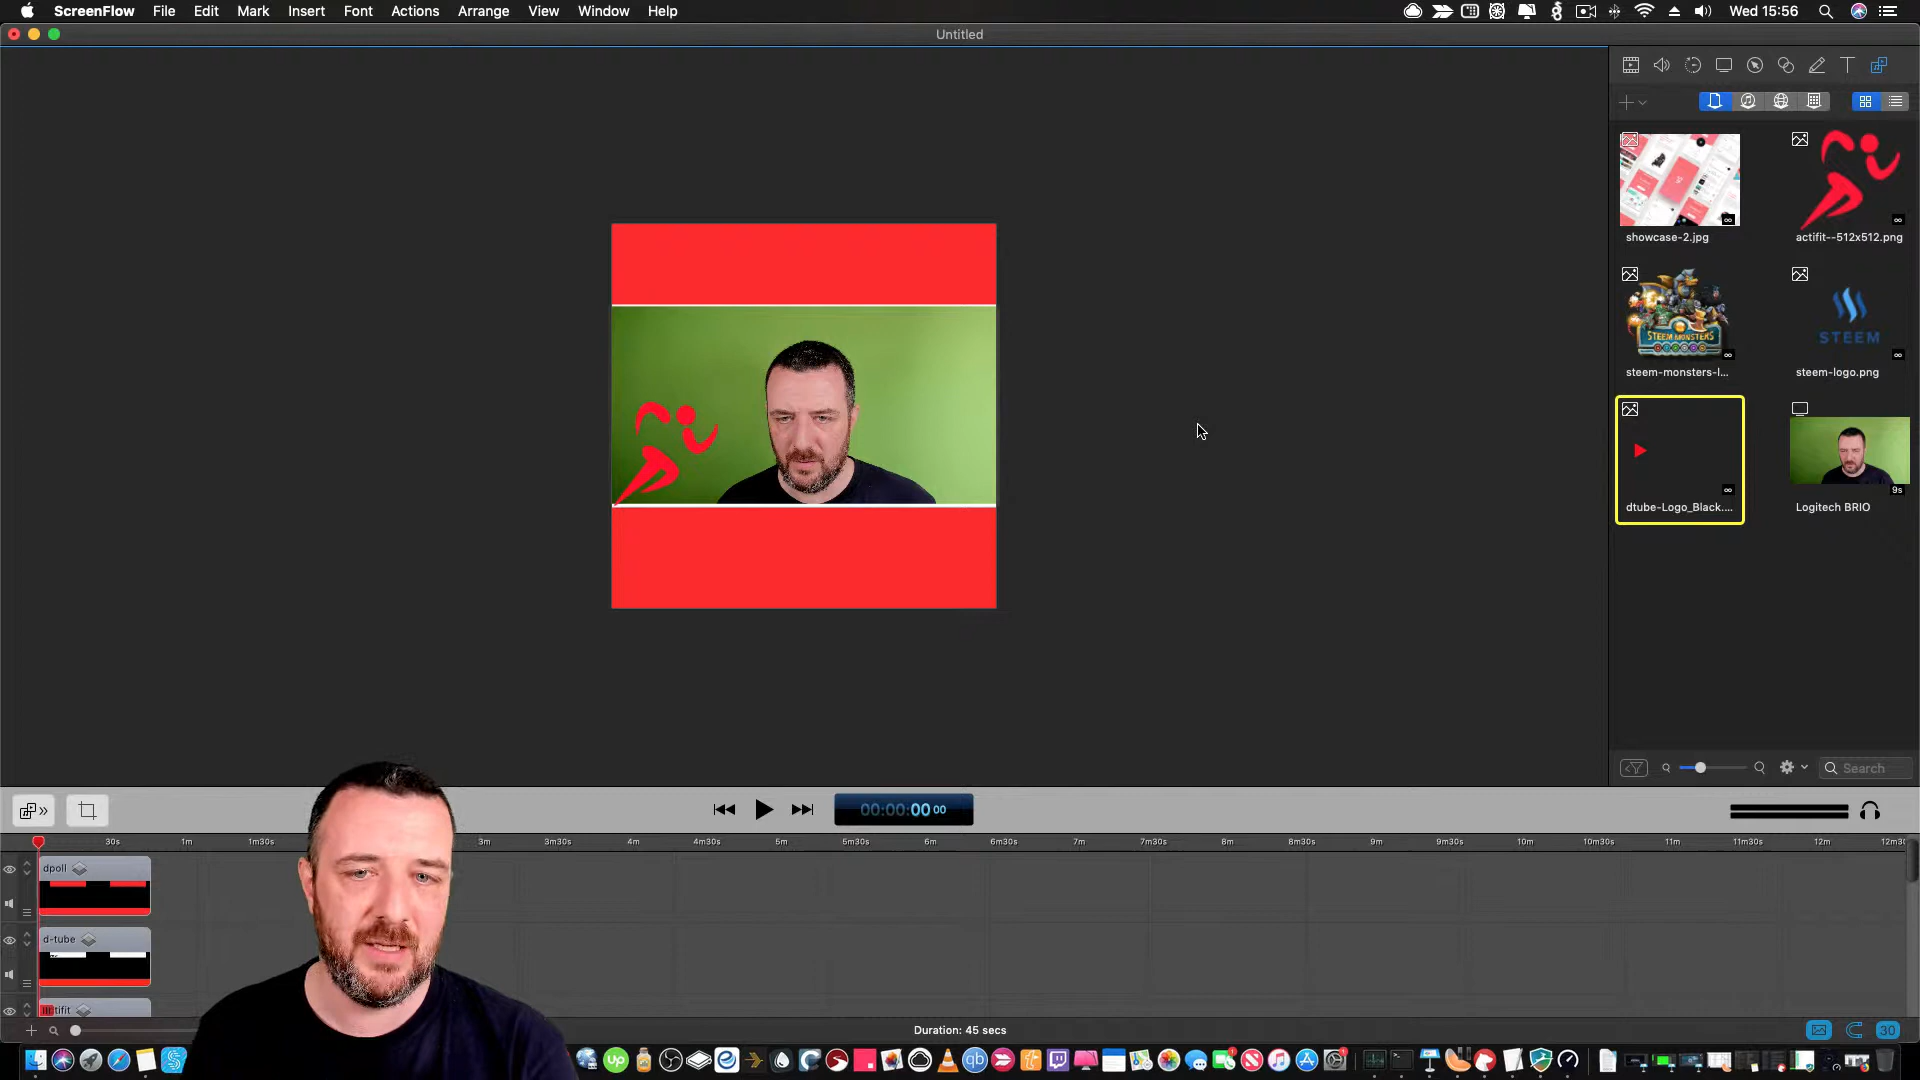 ScreenFlow File Edit Mark Insert Font Actions Arrange View Window Help
Wed 15:56
Untitled
showcase-2.jpg
actifit--512x512.png
STEEM MONSTERS
STEEM
steem-monsters-l...
steem-logo.png
9s
dtube-Logo_Black....
Logitech BRIO
Search
00:00:00 00
30s 1m 1m30s 3m 3m30s 4m 4m30s 5m 5m30s 6m 6m30s 7m 7m30s 8m 8m30s 9m 9m30s 10m 10m30s 11m 11m30s 12m
dpoll
d-tube
tifit
Duration: 45 secs
30
up
qb